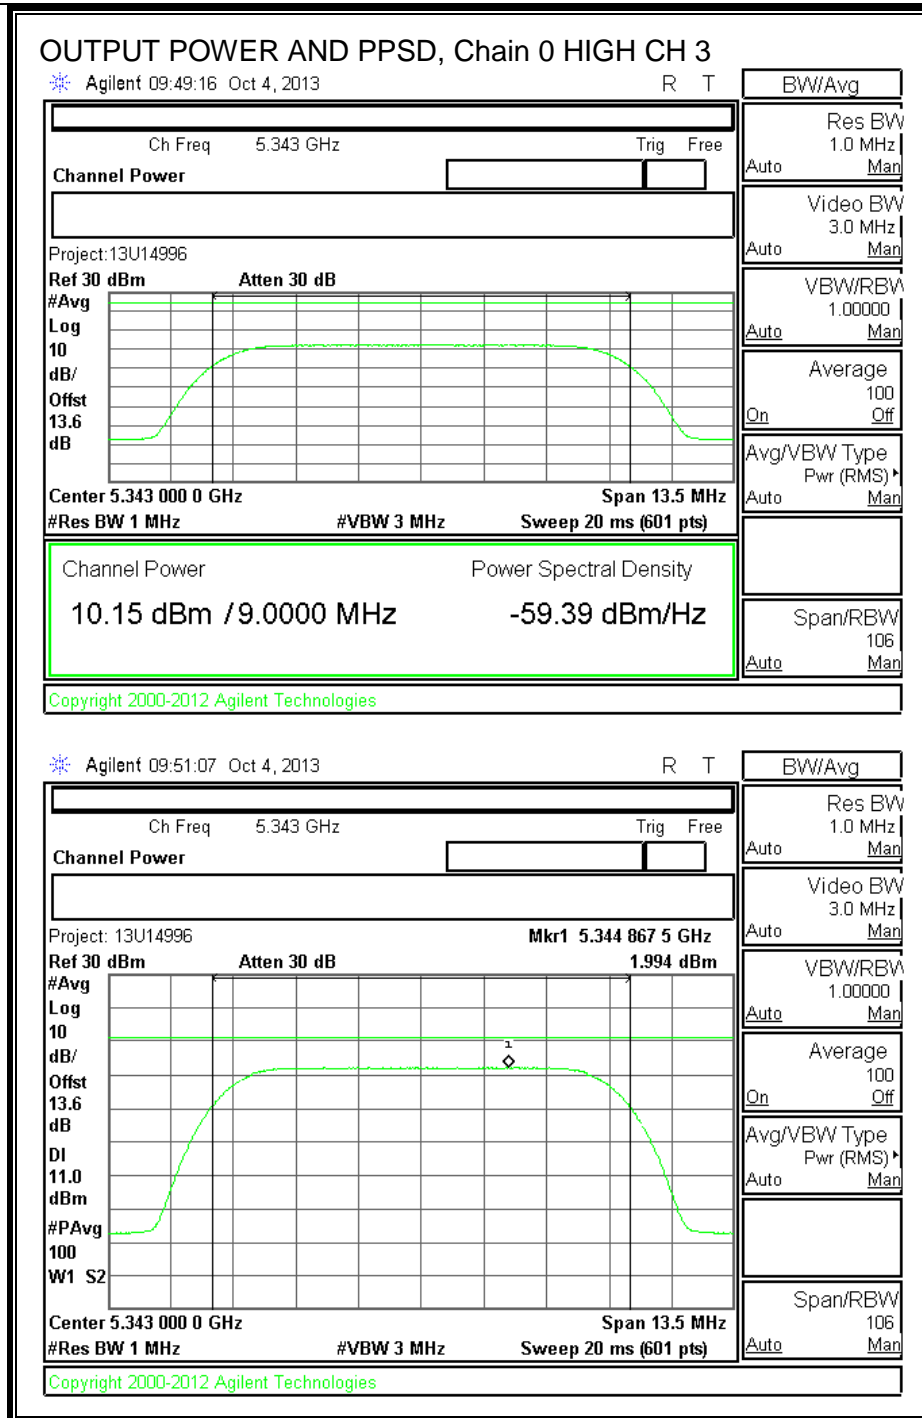 OUTPUT POWER AND PPSD, Chain 0 HIGH CH 3
Agilent 09:49:16 Oct 4, 2013 R T
Ch Freq 5.343 GHz Trig Free
Channel Power
Project:13U14996
Ref 30 dBm Atten 30 dB
#Avg
Log
10
dB/
Offst
13.6
dB
Center 5.343 000 0 GHz Span 13.5 MHz
#Res BW 1 MHz #VBW 3 MHz Sweep 20 ms (601 pts)
Channel Power Power Spectral Density
10.15 dBm / 9.0000 MHz -59.39 dBm/Hz
Copyright 2000-2012 Agilent Technologies
BW/Avg
Res BW
1.0 MHz
Auto Man
Video BW
3.0 MHz
Auto Man
VBW/RBW
1.00000
Auto Man
Average
100
On Off
Avg/VBW Type
Pwr (RMS)
Auto Man
Span/RBW
106
Auto Man
Agilent 09:51:07 Oct 4, 2013 R T
Ch Freq 5.343 GHz Trig Free
Channel Power
Project: 13U14996 Mkr1 5.344 867 5 GHz
Ref 30 dBm Atten 30 dB 1.994 dBm
#Avg
Log
10
dB/
Offst
13.6
dB
DI
11.0
dBm
#PAvg
100
W1 S2
1
Center 5.343 000 0 GHz Span 13.5 MHz
#Res BW 1 MHz #VBW 3 MHz Sweep 20 ms (601 pts)
Copyright 2000-2012 Agilent Technologies
BW/Avg
Res BW
1.0 MHz
Auto Man
Video BW
3.0 MHz
Auto Man
VBW/RBW
1.00000
Auto Man
Average
100
On Off
Avg/VBW Type
Pwr (RMS)
Auto Man
Span/RBW
106
Auto Man